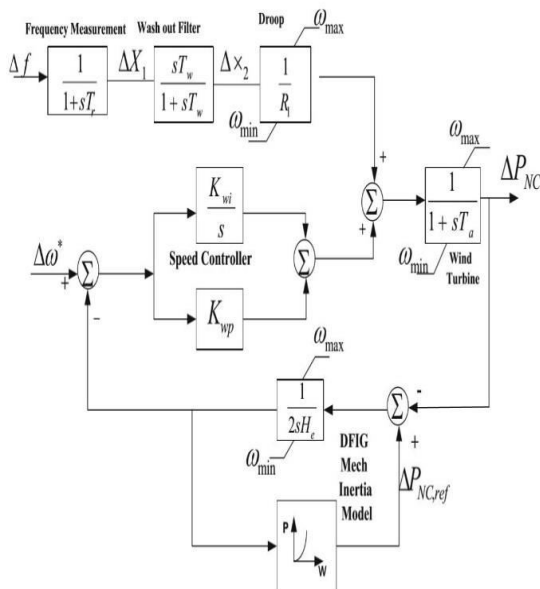 Frequency Measurement Wash out Filter Droop
ω_max
Δf 1/(1+sT_r) ΔX_1 sT_w/(1+sT_w) Δx_2 1/R_1
ω_min
ω_max
ΔP_NC
+
K_wi/s
Σ
1/(1+sT_a)
+
Δω* Σ Speed Controller Σ
ω_min Wind
Turbine
+
K_wp
−
ω_max
1/(2sH_e) Σ -
ω_min DFIG +
Mech ΔP_NC,ref
Inertia
Model
P
W